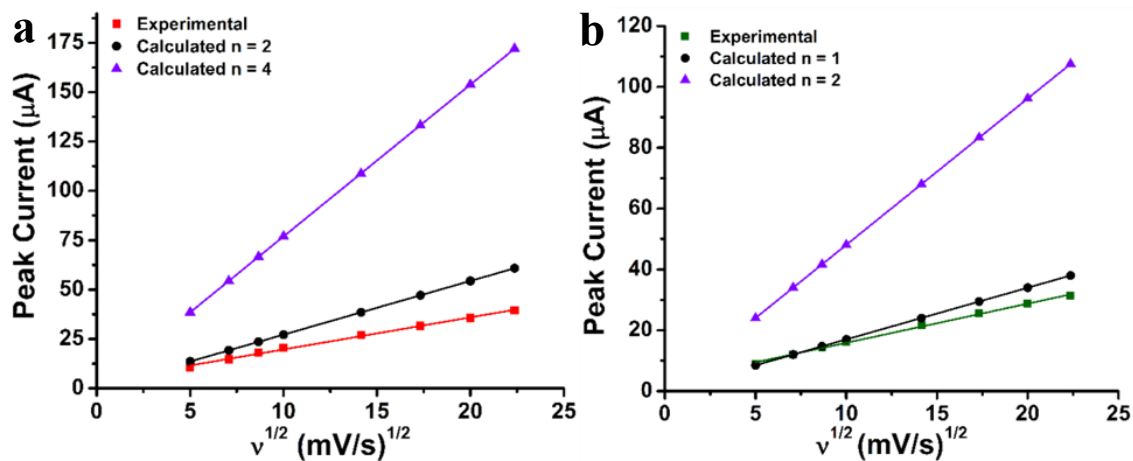 a
Experimental
Calculated n = 2
Calculated n = 4
Peak Current (μA)
175
150
125
100
75
50
25
0
0
5
10
15
20
25
ν1/2 (mV/s)1/2
b
Experimental
Calculated n = 1
Calculated n = 2
Peak Current (μA)
120
100
80
60
40
20
0
0
5
10
15
20
25
ν1/2 (mV/s)1/2